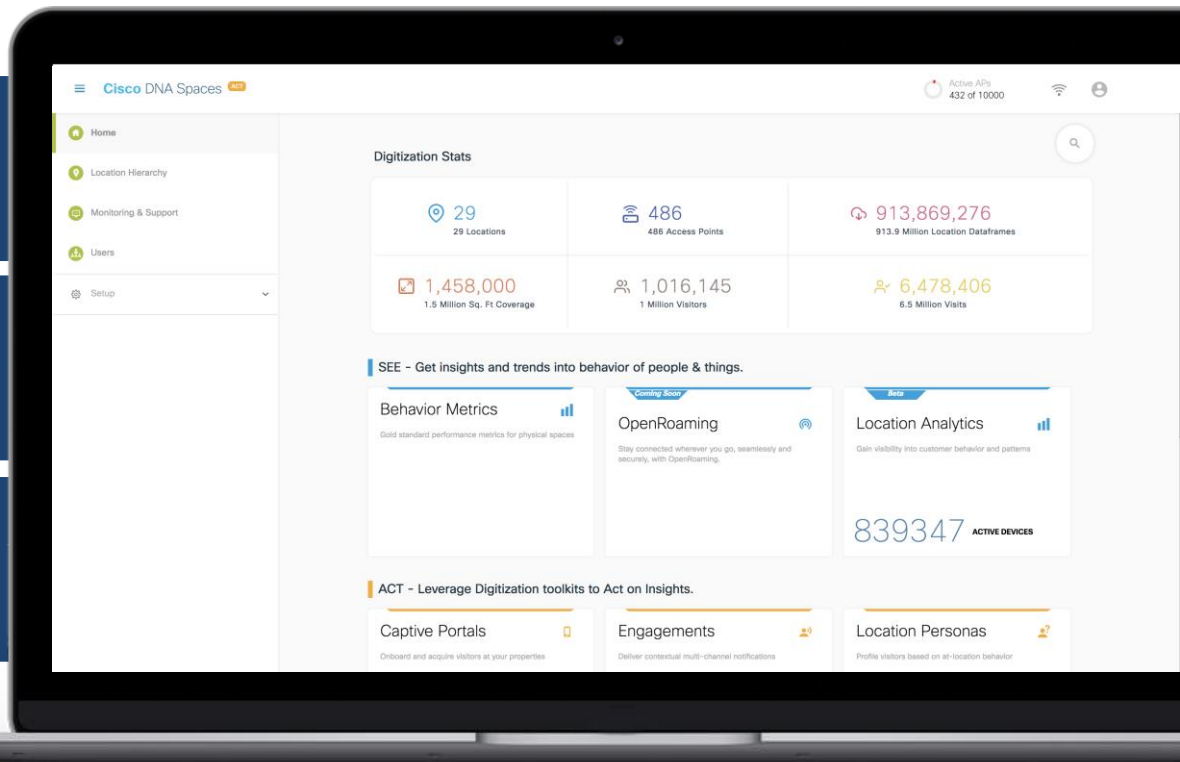 Cisco DNA Spaces ACT
Active APs
432 of 10000
Home
Location Hierarchy
Monitoring & Support
Users
Setup
Digitization Stats
29
29 Locations
486
486 Access Points
913,869,276
913.9 Million Location Dataframes
1,458,000
1.5 Million Sq. Ft Coverage
1,016,145
1 Million Visitors
6,478,406
6.5 Million Visits
SEE - Get insights and trends into behavior of people & things.
Behavior Metrics
Gold standard performance metrics for physical spaces
Coming Soon
OpenRoaming
Stay connected wherever you go, seamlessly and
securely, with OpenRoaming.
Beta
Location Analytics
Gain visibility into customer behavior and patterns
839347 ACTIVE DEVICES
ACT - Leverage Digitization toolkits to Act on Insights.
Captive Portals
Onboard and acquire visitors at your properties
Engagements
Deliver contextual multi-channel notifications
Location Personas
Profile visitors based on at-location behavior